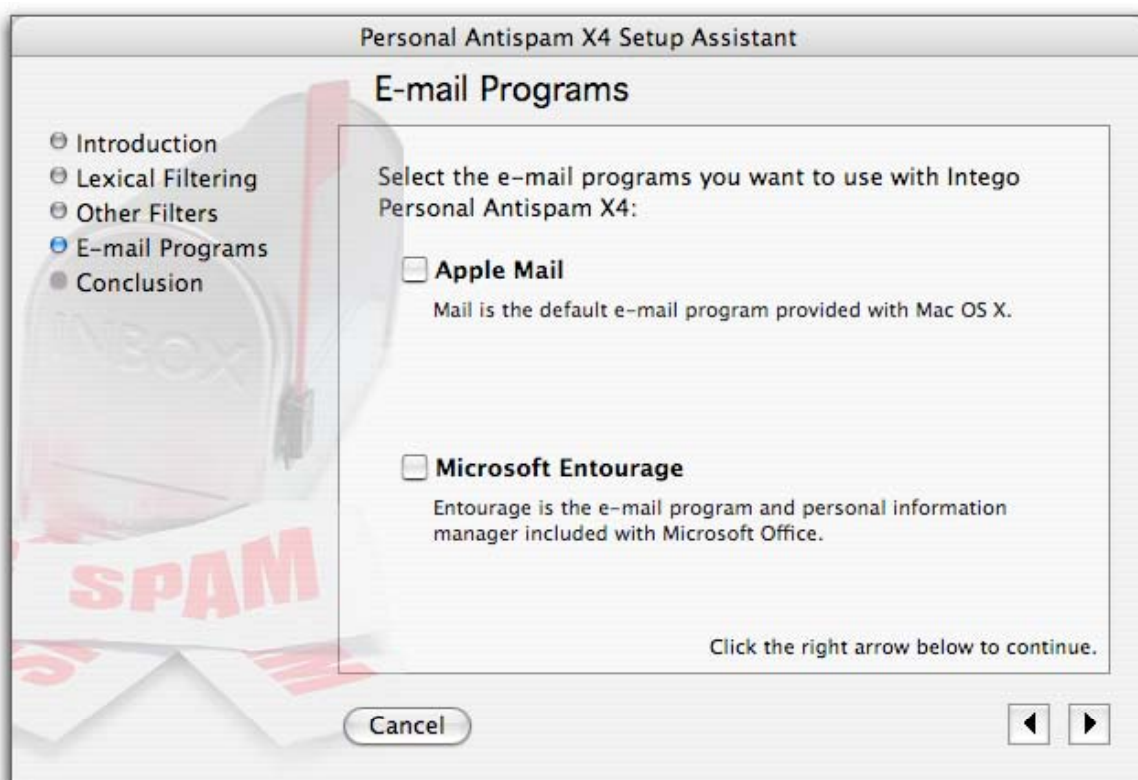 Personal Antispam X4 Setup Assistant
E-mail Programs
Introduction
Lexical Filtering
Other Filters
E-mail Programs
Conclusion
Select the e-mail programs you want to use with Intego
Personal Antispam X4:
Apple Mail
Mail is the default e-mail program provided with Mac OS X.
Microsoft Entourage
Entourage is the e-mail program and personal information
manager included with Microsoft Office.
Click the right arrow below to continue.
Cancel
INBOX
SPAM